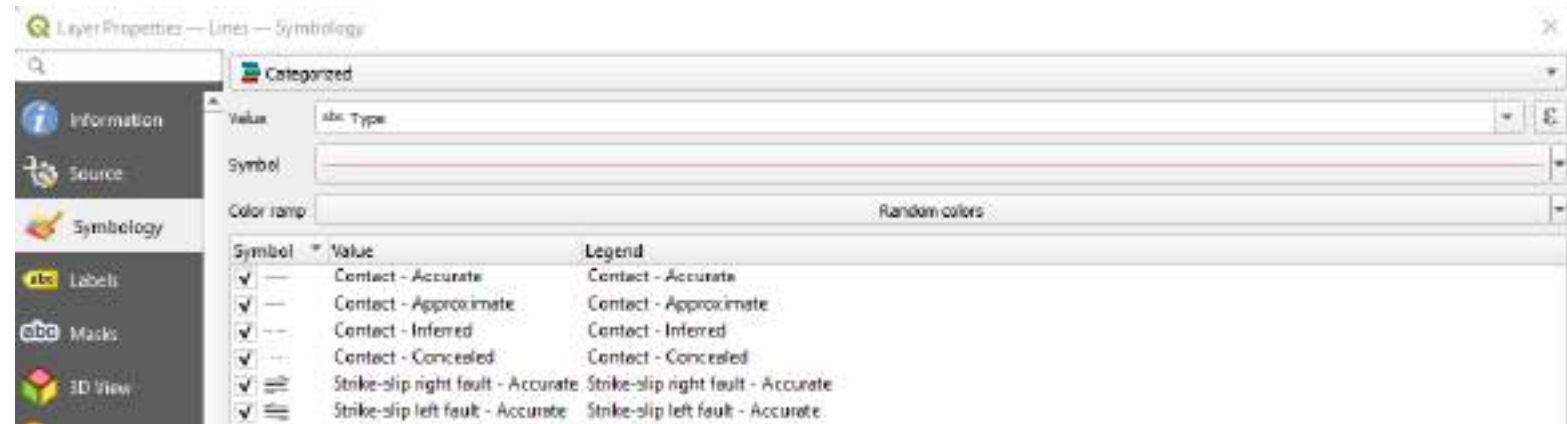 Layer Properties — Lines — Symbology
Categorized
Information
Value abc Type ε
Source
Symbol
Symbology
Color ramp Random colors
Symbol Value Legend
Contact - Accurate Contact - Accurate
abc Labels
Contact - Approximate Contact - Approximate
abc Masks
Contact - Inferred Contact - Inferred
Contact - Concealed Contact - Concealed
3D View
Strike-slip right fault - Accurate Strike-slip right fault - Accurate
Strike-slip left fault - Accurate Strike-slip left fault - Accurate